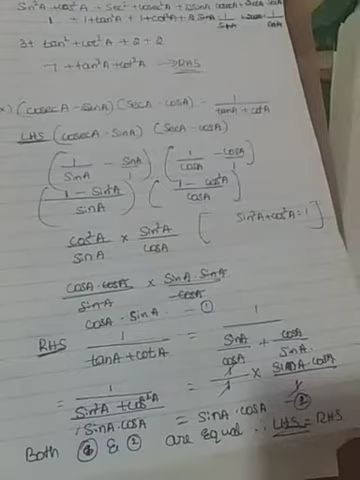 Sin²A + cos²A + Sec²A + cosec²A + 2 sinA cosecA + 2cosA SecA
1 + 1 + tan²A + 1 + cot²A + 2 SinA 1/SinA + 2cosA 1/CosA
3 + tan²A + cot²A + 2 + 2
7 + tan²A + cot²A → RHS
x) (cosecA - sinA) (SecA - cosA) = 1/(tanA + cotA)
LHS (cosecA - SinA) (SecA - cosA)
(1/SinA - SinA/1) (1/cosA - cosA/1)
((1 - Sin²A)/SinA) ((1 - cos²A)/cosA)
cos²A/SinA × Sin²A/cosA [Sin²A + cos²A = 1]
cosA·cosA/SinA × SinA·SinA/cosA
cosA · SinA = ①
RHS 1/(tanA + cotA) = 1/(SinA/cosA + cosA/SinA)
= 1/((Sin²A + cos²A)/(SinA·cosA)) = 1/1 × SinA·cosA/1
= SinA·cosA - ②
Both ① & ② are Equal ∴ LHS = RHS